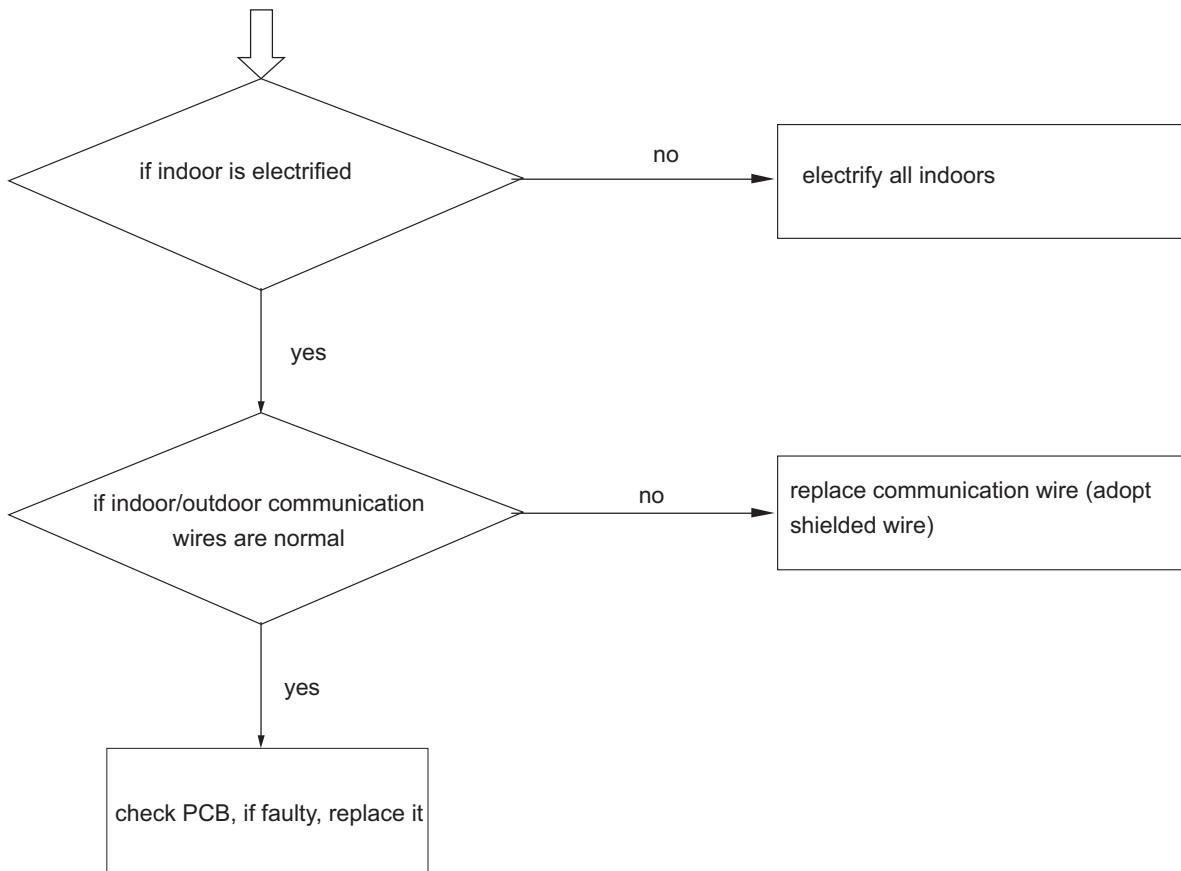 if indoor is electrified
no
electrify all indoors
yes
if indoor/outdoor communication
wires are normal
no
replace communication wire (adopt
shielded wire)
yes
check PCB, if faulty, replace it